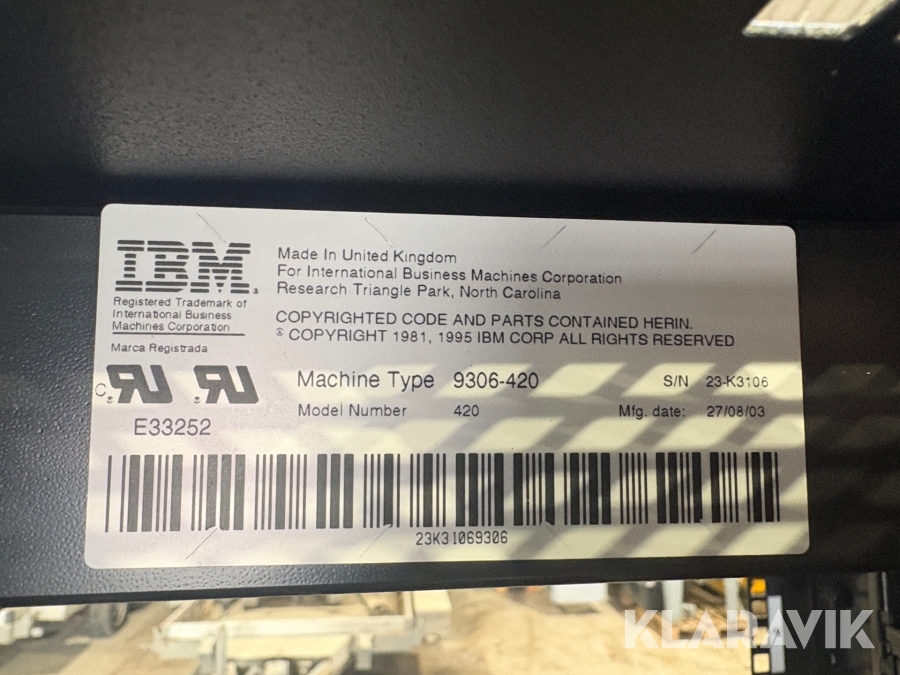 IBM
Registered Trademark of
International Business
Machines Corporation
Marca Registrada
Made In United Kingdom
For International Business Machines Corporation
Research Triangle Park, North Carolina
COPYRIGHTED CODE AND PARTS CONTAINED HERIN.
© COPYRIGHT 1981, 1995 IBM CORP ALL RIGHTS RESERVED
E33252
Machine Type 9306-420 S/N 23-K3106
Model Number 420 Mfg. date: 27/08/03
23K31069306
KLARAVIK